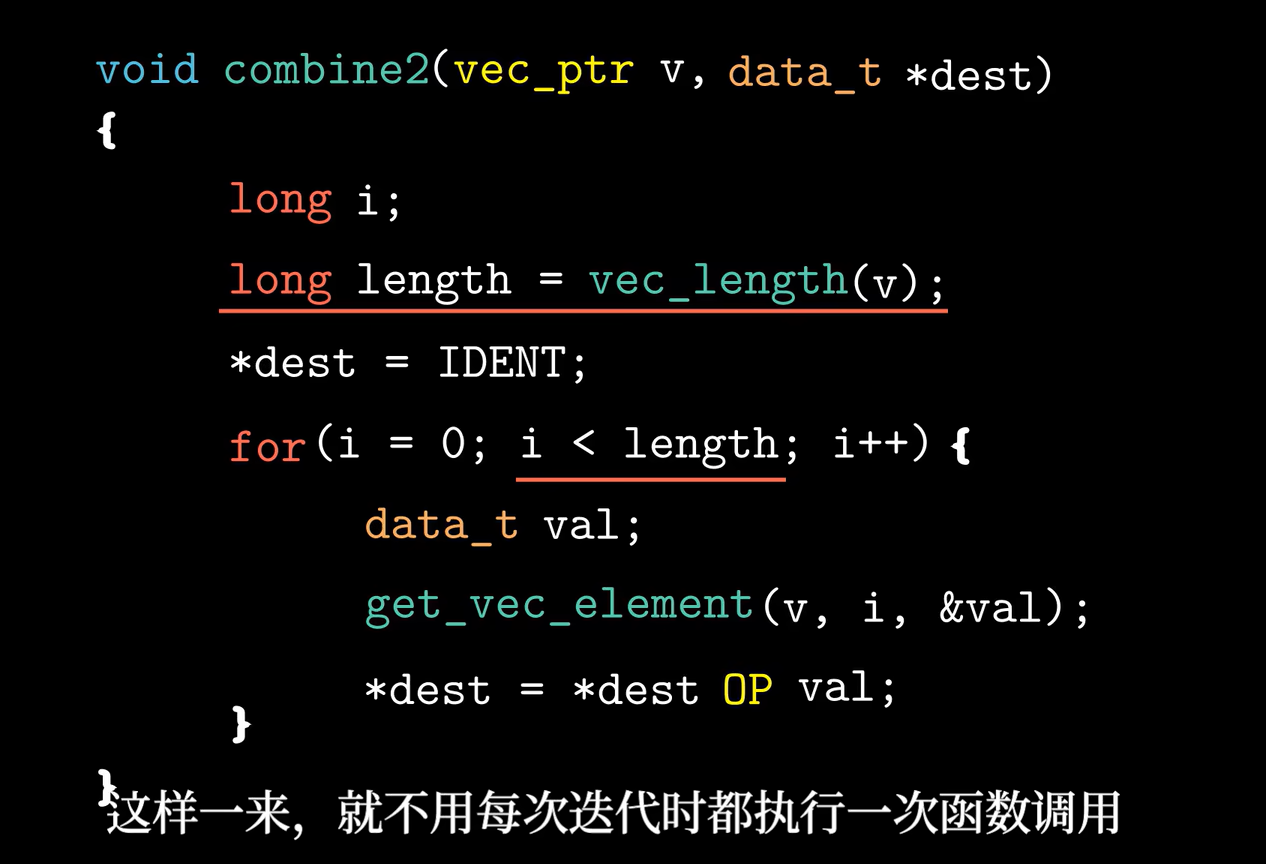 void combine2(vec_ptr v, data_t *dest)
{
long i;
long length = vec_length(v);
*dest = IDENT;
for(i = 0; i < length; i++){
data_t val;
get_vec_element(v, i, &val);
*dest = *dest OP val;
}
}
这样一来，就不用每次迭代时都执行一次函数调用